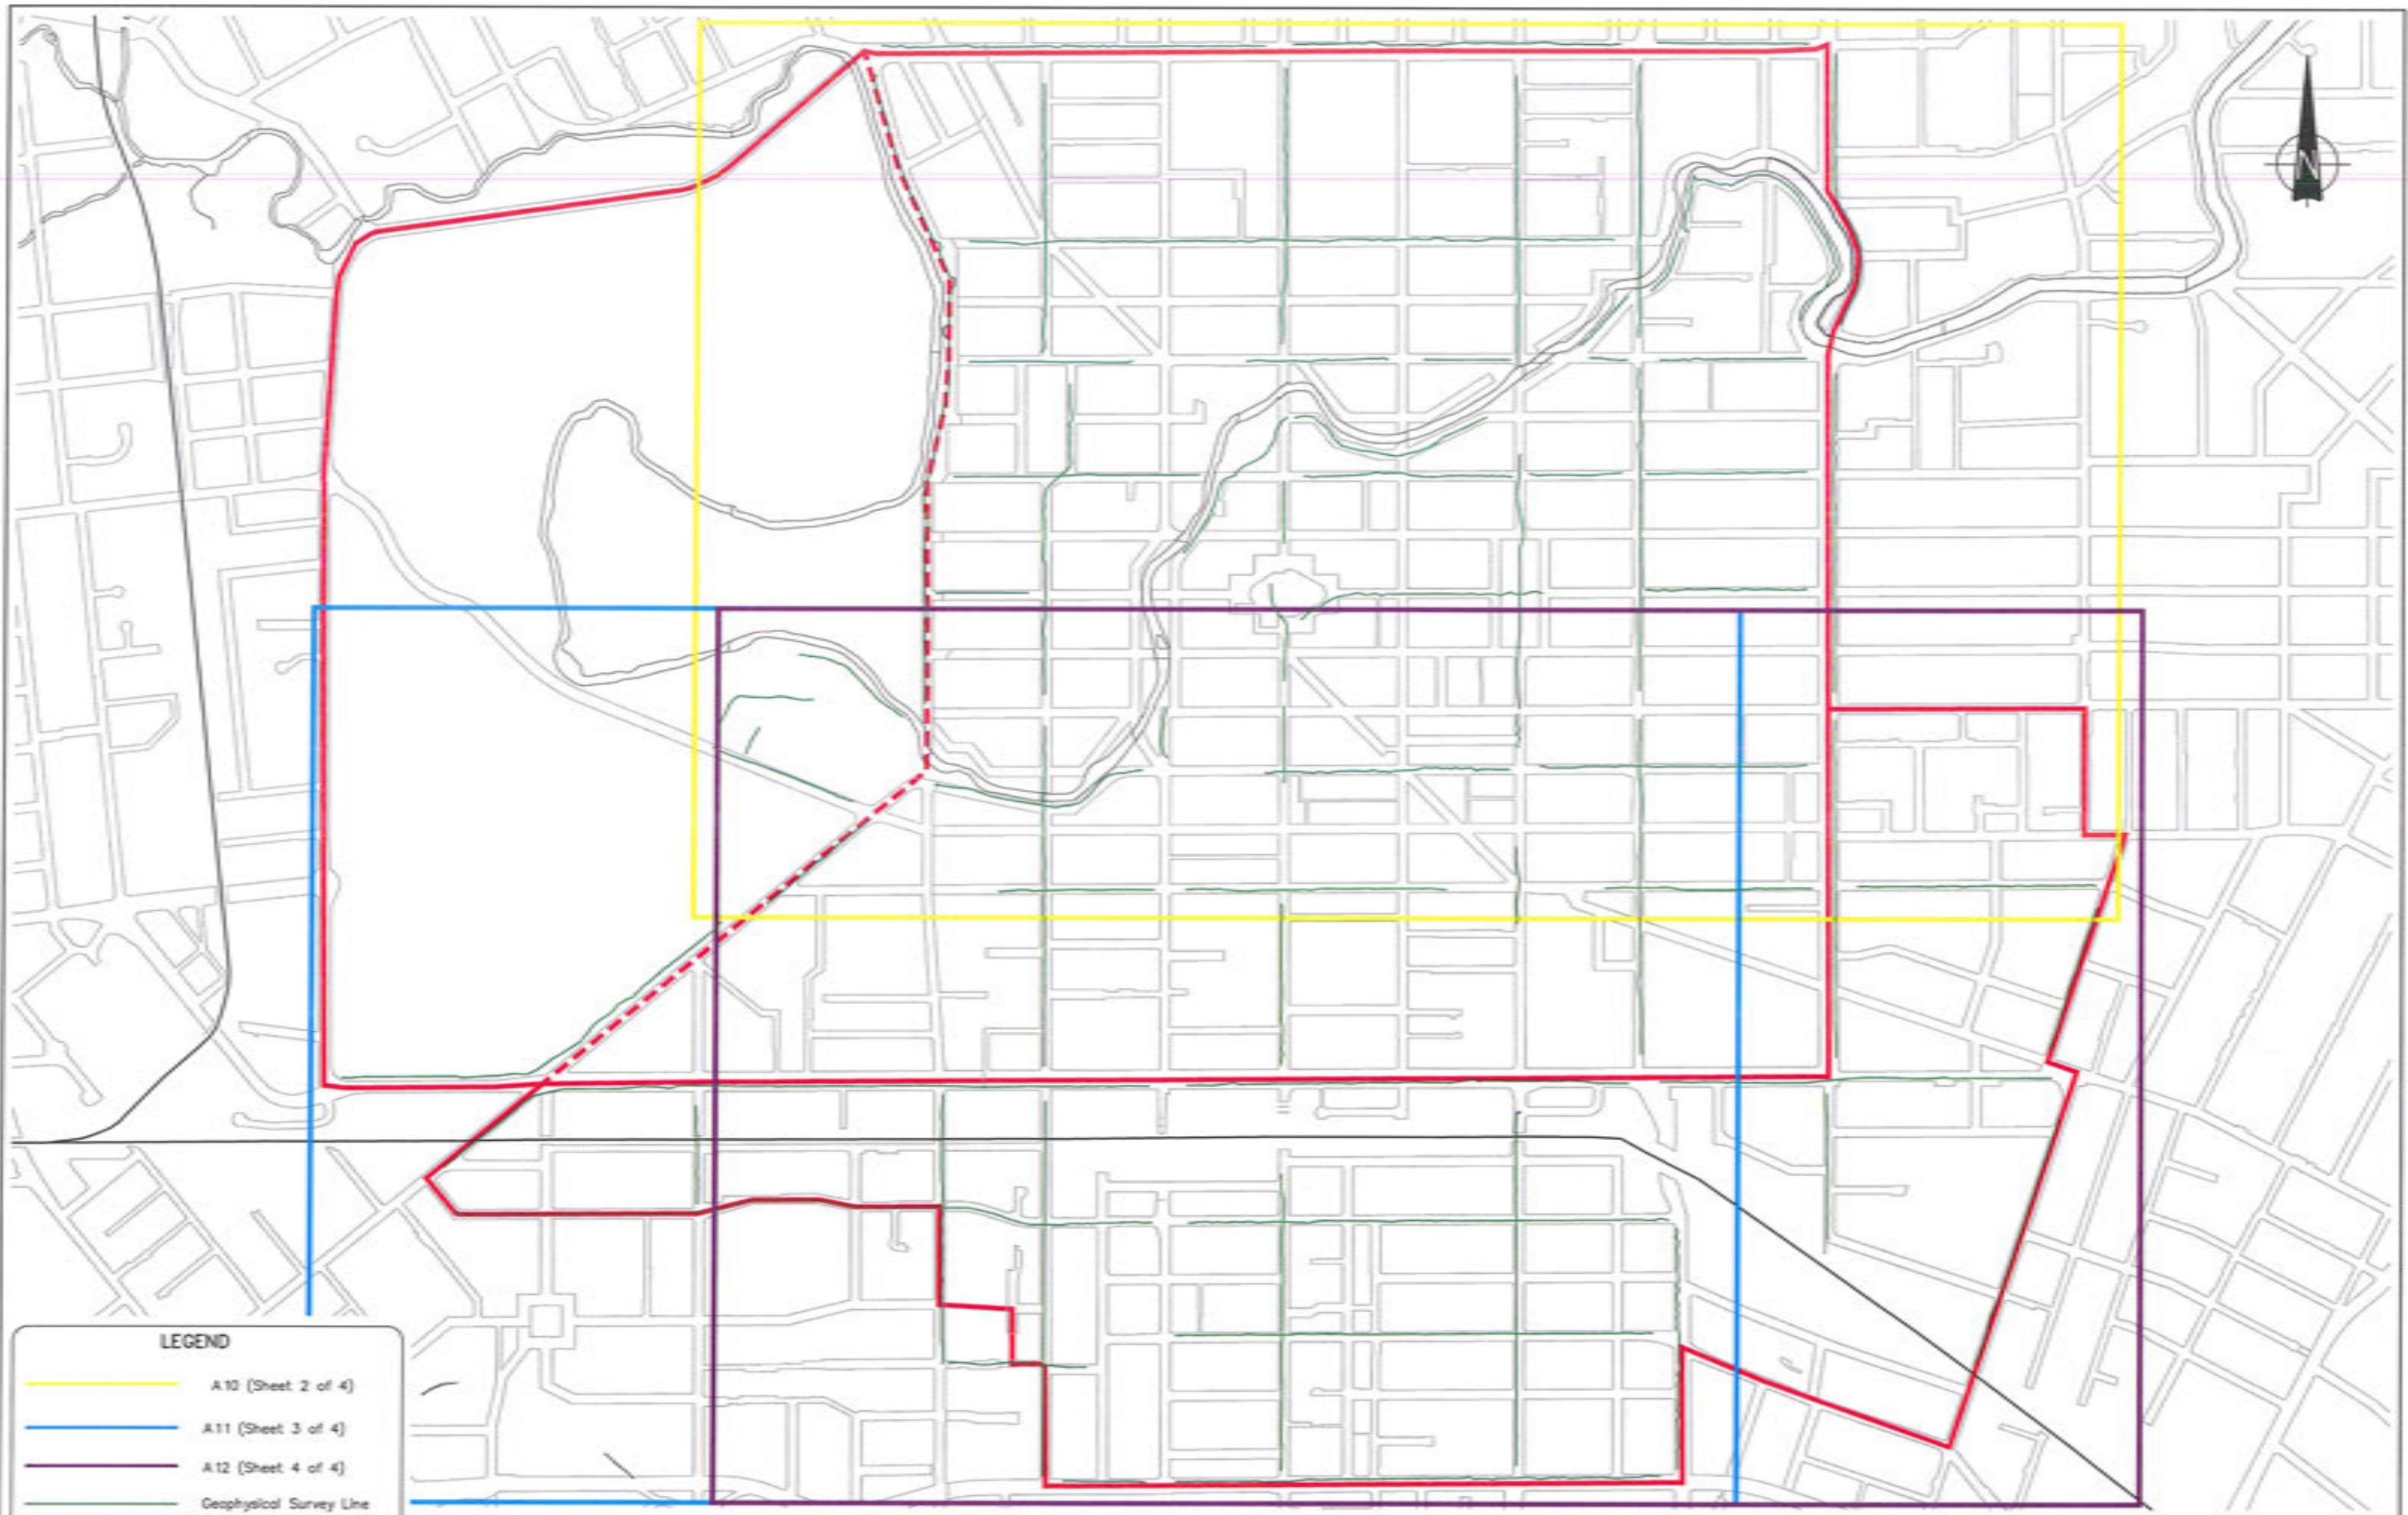 N
LEGEND
A10 (Sheet 2 of 4)
A11 (Sheet 3 of 4)
A12 (Sheet 4 of 4)
Geophysical Survey Line